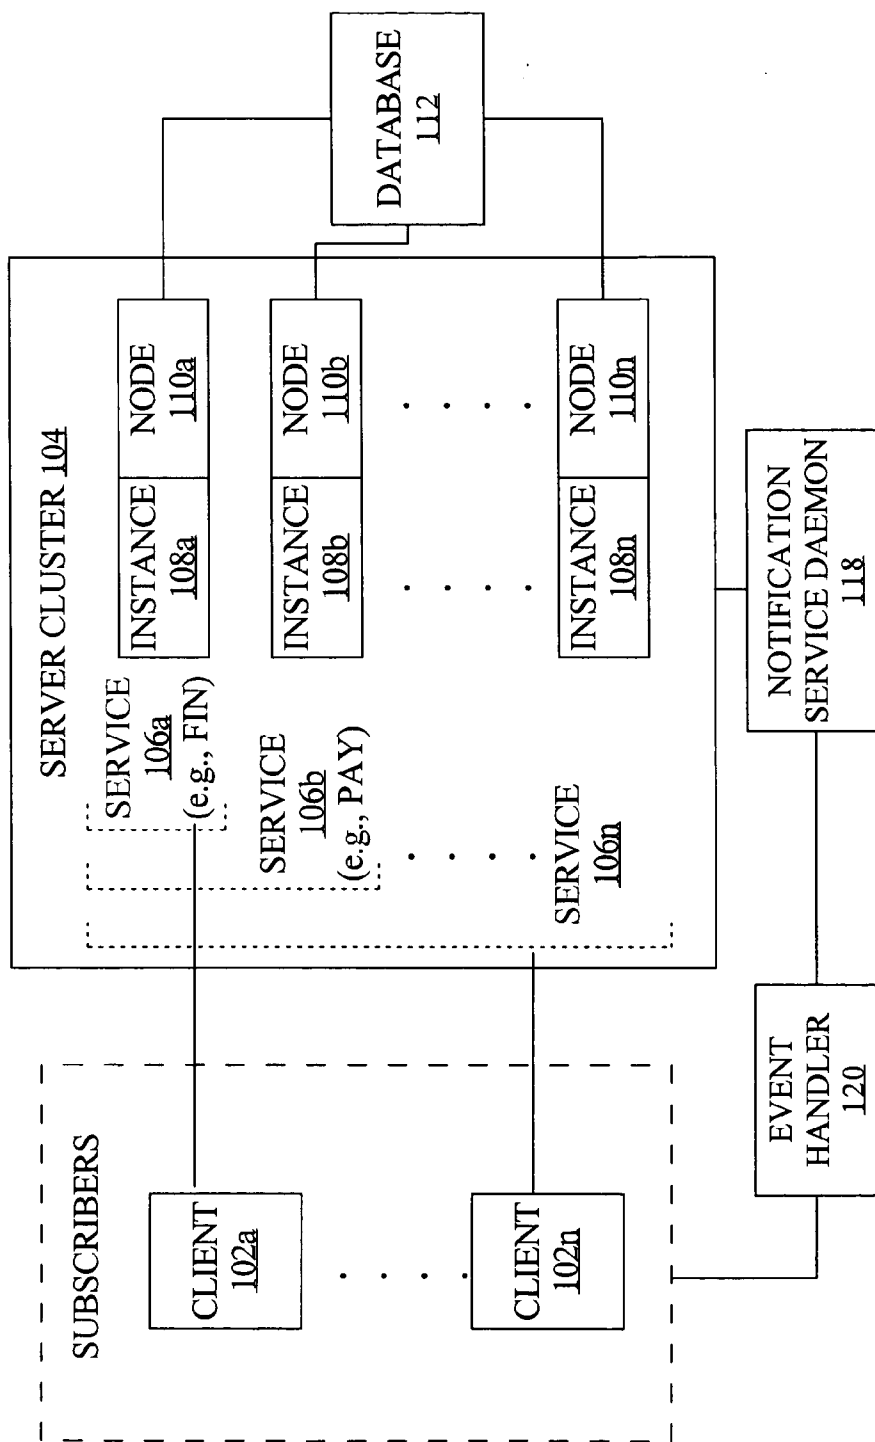 SUBSCRIBERS
CLIENT
102a
CLIENT
102n
SERVER CLUSTER 104
SERVICE
106a
(e.g., FIN)
SERVICE
106b
(e.g., PAY)
SERVICE
106n
INSTANCE
108a
NODE
110a
INSTANCE
108b
NODE
110b
INSTANCE
108n
NODE
110n
DATABASE
112
EVENT
HANDLER
120
NOTIFICATION
SERVICE DAEMON
118